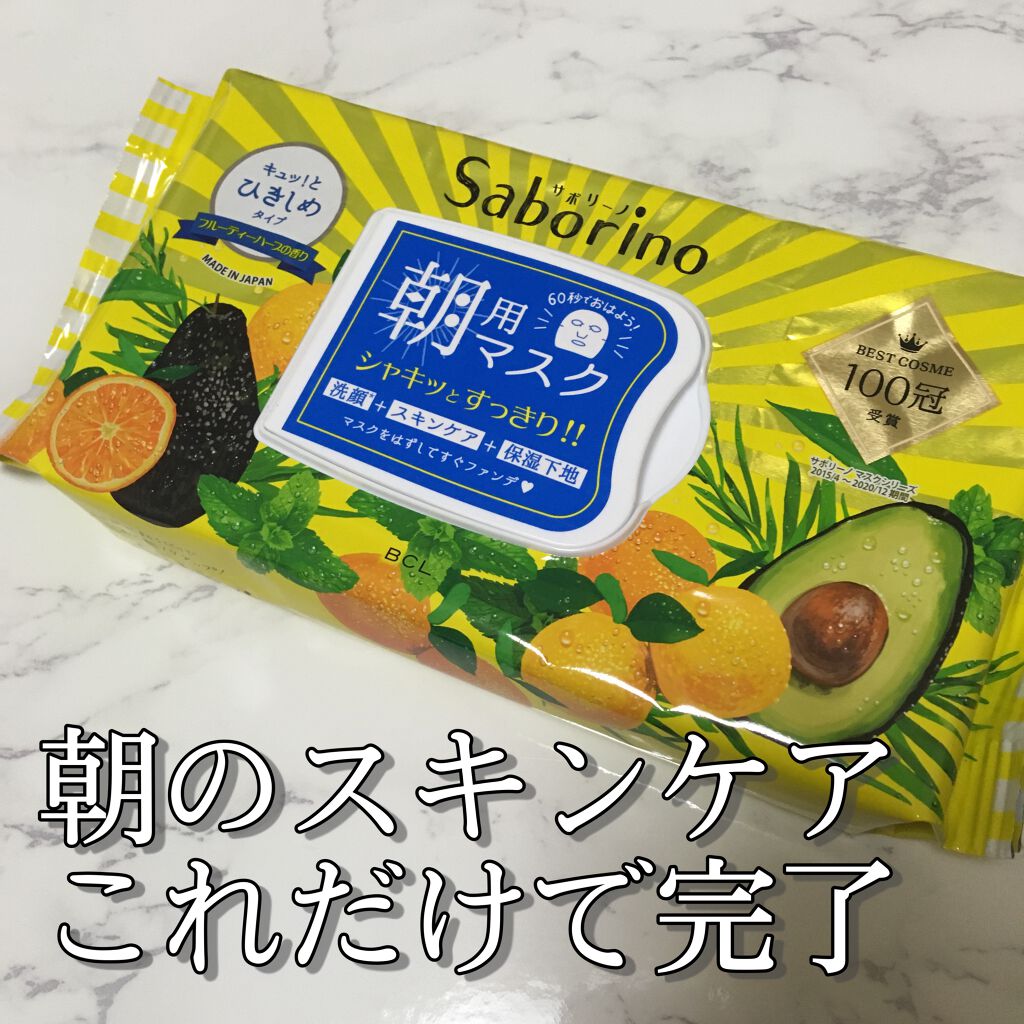 キュッ!と
ひきしめ
タイプ
フルーティーハーブの香り
MADE IN JAPAN
サボリーノ
Saborino
60秒でおはよう!
朝用
マスク
シャキッとすっきり!!
洗顔*+スキンケア+保湿下地
マスクをはずしてすぐファンデ♥
BEST COSME
100冠
受賞
サボリーノ マスクシリーズ
2015/4～2020/12期間
BCL
朝のスキンケア
これだけで完了